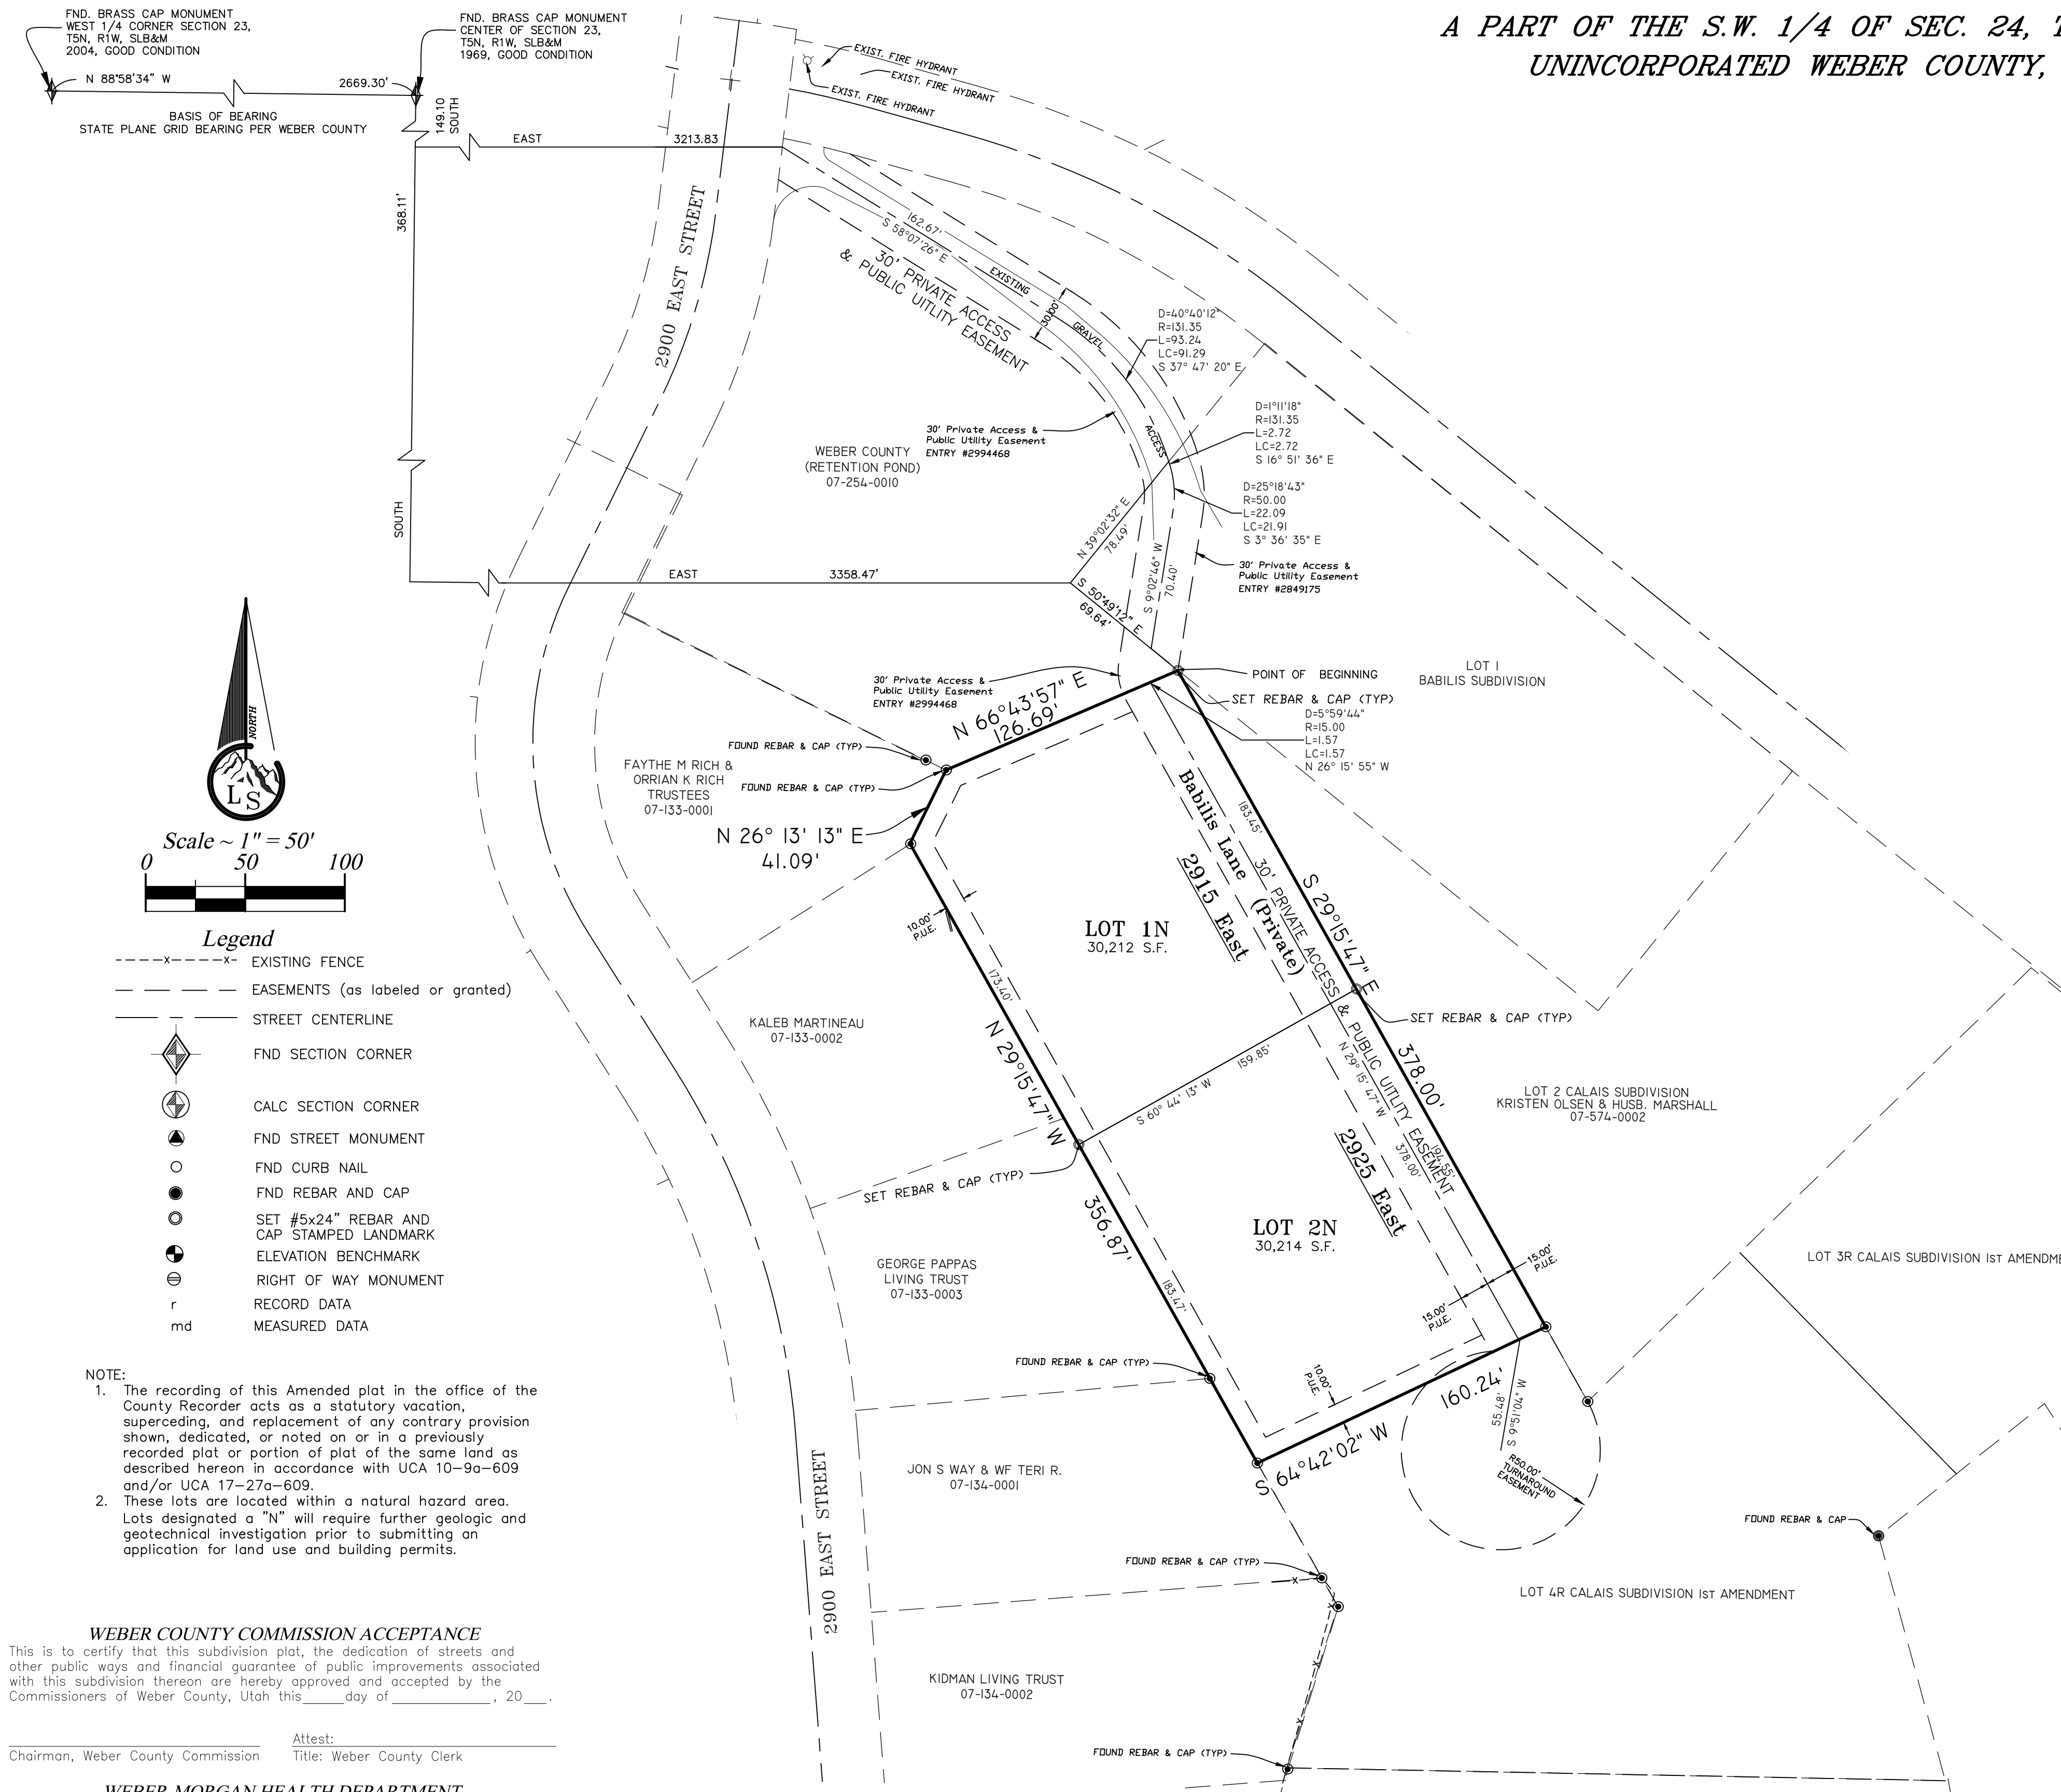 FND. BRASS CAP MONUMENT
WEST 1/4 CORNER SECTION 23,
T5N, R1W, SLB&M
2004, GOOD CONDITION
FND. BRASS CAP MONUMENT
CENTER OF SECTION 23,
T5N, R1W, SLB&M
1969, GOOD CONDITION
A PART OF THE S.W. 1/4 OF SEC. 24,
UNINCORPORATED WEBER COUNTY,
N 88°58'34" W
2669.30'
BASIS OF BEARING
STATE PLANE GRID BEARING PER WEBER COUNTY
149.10
SOUTH
EAST
3213.83
368.11'
SOUTH
EAST
3358.47'
EXIST. FIRE HYDRANT
EXIST. FIRE HYDRANT
EXIST. FIRE HYDRANT
2900 EAST STREET
162.67'
S 58°07'26" E
30' PRIVATE ACCESS
& PUBLIC UITLITY EASEMENT
EXISTING
GRAVEL
ACCESS
30.00'
D=40°40'12"
R=131.35
L=93.24
LC=91.29
S 37° 47' 20" E
D=1°11'18"
R=131.35
L=2.72
LC=2.72
S 16° 51' 36" E
D=25°18'43"
R=50.00
L=22.09
LC=21.91
S 3° 36' 35" E
30' Private Access &
Public Utility Easement
ENTRY #2994468
WEBER COUNTY
(RETENTION POND)
07-254-0010
N 39°02'32" E
78.49'
S 9°02'46" W
70.40'
30' Private Access &
Public Utility Easement
ENTRY #2849175
S 50°49'12" E
69.64'
30' Private Access &
Public Utility Easement
ENTRY #2994468
POINT OF BEGINNING
SET REBAR & CAP (TYP)
D=5°59'44"
R=15.00
L=1.57
LC=1.57
N 26° 15' 55" W
LOT 1
BABILIS SUBDIVISION
N 66°43'57" E
126.69'
FOUND REBAR & CAP (TYP)
FOUND REBAR & CAP (TYP)
FAYTHE M RICH &
ORRIAN K RICH
TRUSTEES
07-133-0001
N 26° 13' 13" E
41.09'
NORTH
LS
Scale ~ 1" = 50'
0 50 100
Legend
EXISTING FENCE
EASEMENTS (as labeled or granted)
STREET CENTERLINE
FND SECTION CORNER
CALC SECTION CORNER
FND STREET MONUMENT
FND CURB NAIL
FND REBAR AND CAP
SET #5x24" REBAR AND
CAP STAMPED LANDMARK
ELEVATION BENCHMARK
RIGHT OF WAY MONUMENT
r RECORD DATA
md MEASURED DATA
10.00'
P.U.E.
LOT 1N
30,212 S.F.
Babilis Lane
(Private)
2915 East
183.45'
30' PRIVATE ACCESS & PUBLIC UITLITY EASEMENT
S 29°15'47" E
378.00'
173.40'
N 29°15'47" W
356.87'
KALEB MARTINEAU
07-133-0002
159.85'
S 60° 44' 13" W
SET REBAR & CAP (TYP)
SET REBAR & CAP (TYP)
N 29° 15' 47" W
378.00'
194.55'
2925 East
LOT 2 CALAIS SUBDIVISION
KRISTEN OLSEN & HUSB. MARSHALL
07-574-0002
LOT 2N
30,214 S.F.
GEORGE PAPPAS
LIVING TRUST
07-133-0003
183.47'
15.00'
P.U.E.
15.00'
P.U.E.
LOT 3R CALAIS SUBDIVISION 1st
FOUND REBAR & CAP (TYP)
10.00'
P.U.E.
160.24'
S 64°42'02" W
55.48'
S 9°51'04" W
R50.00'
TURNAROUND
EASEMENT
JON S WAY & WF TERI R.
07-134-0001
2900 EAST STREET
FOUND REBAR & CAP
FOUND REBAR & CAP (TYP)
LOT 4R CALAIS SUBDIVISION 1st AMENDMENT
KIDMAN LIVING TRUST
07-134-0002
FOUND REBAR & CAP (TYP)
NOTE:
1. The recording of this Amended plat in the office of the
County Recorder acts as a statutory vacation,
superceding, and replacement of any contrary provision
shown, dedicated, or noted on or in a previously
recorded plat or portion of plat of the same land as
described hereon in accordance with UCA 10-9a-609
and/or UCA 17-27a-609.
2. These lots are located within a natural hazard area.
Lots designated a "N" will require further geologic and
geotechnical investigation prior to submitting an
application for land use and building permits.
WEBER COUNTY COMMISSION ACCEPTANCE
This is to certify that this subdivision plat, the dedication of streets and
other public ways and financial guarantee of public improvements associated
with this subdivision thereon are hereby approved and accepted by the
Commissioners of Weber County, Utah this_____day of ____________, 20___.
Attest:
Chairman, Weber County Commission Title: Weber County Clerk
WEBER-MORGAN HEALTH DEPARTMENT